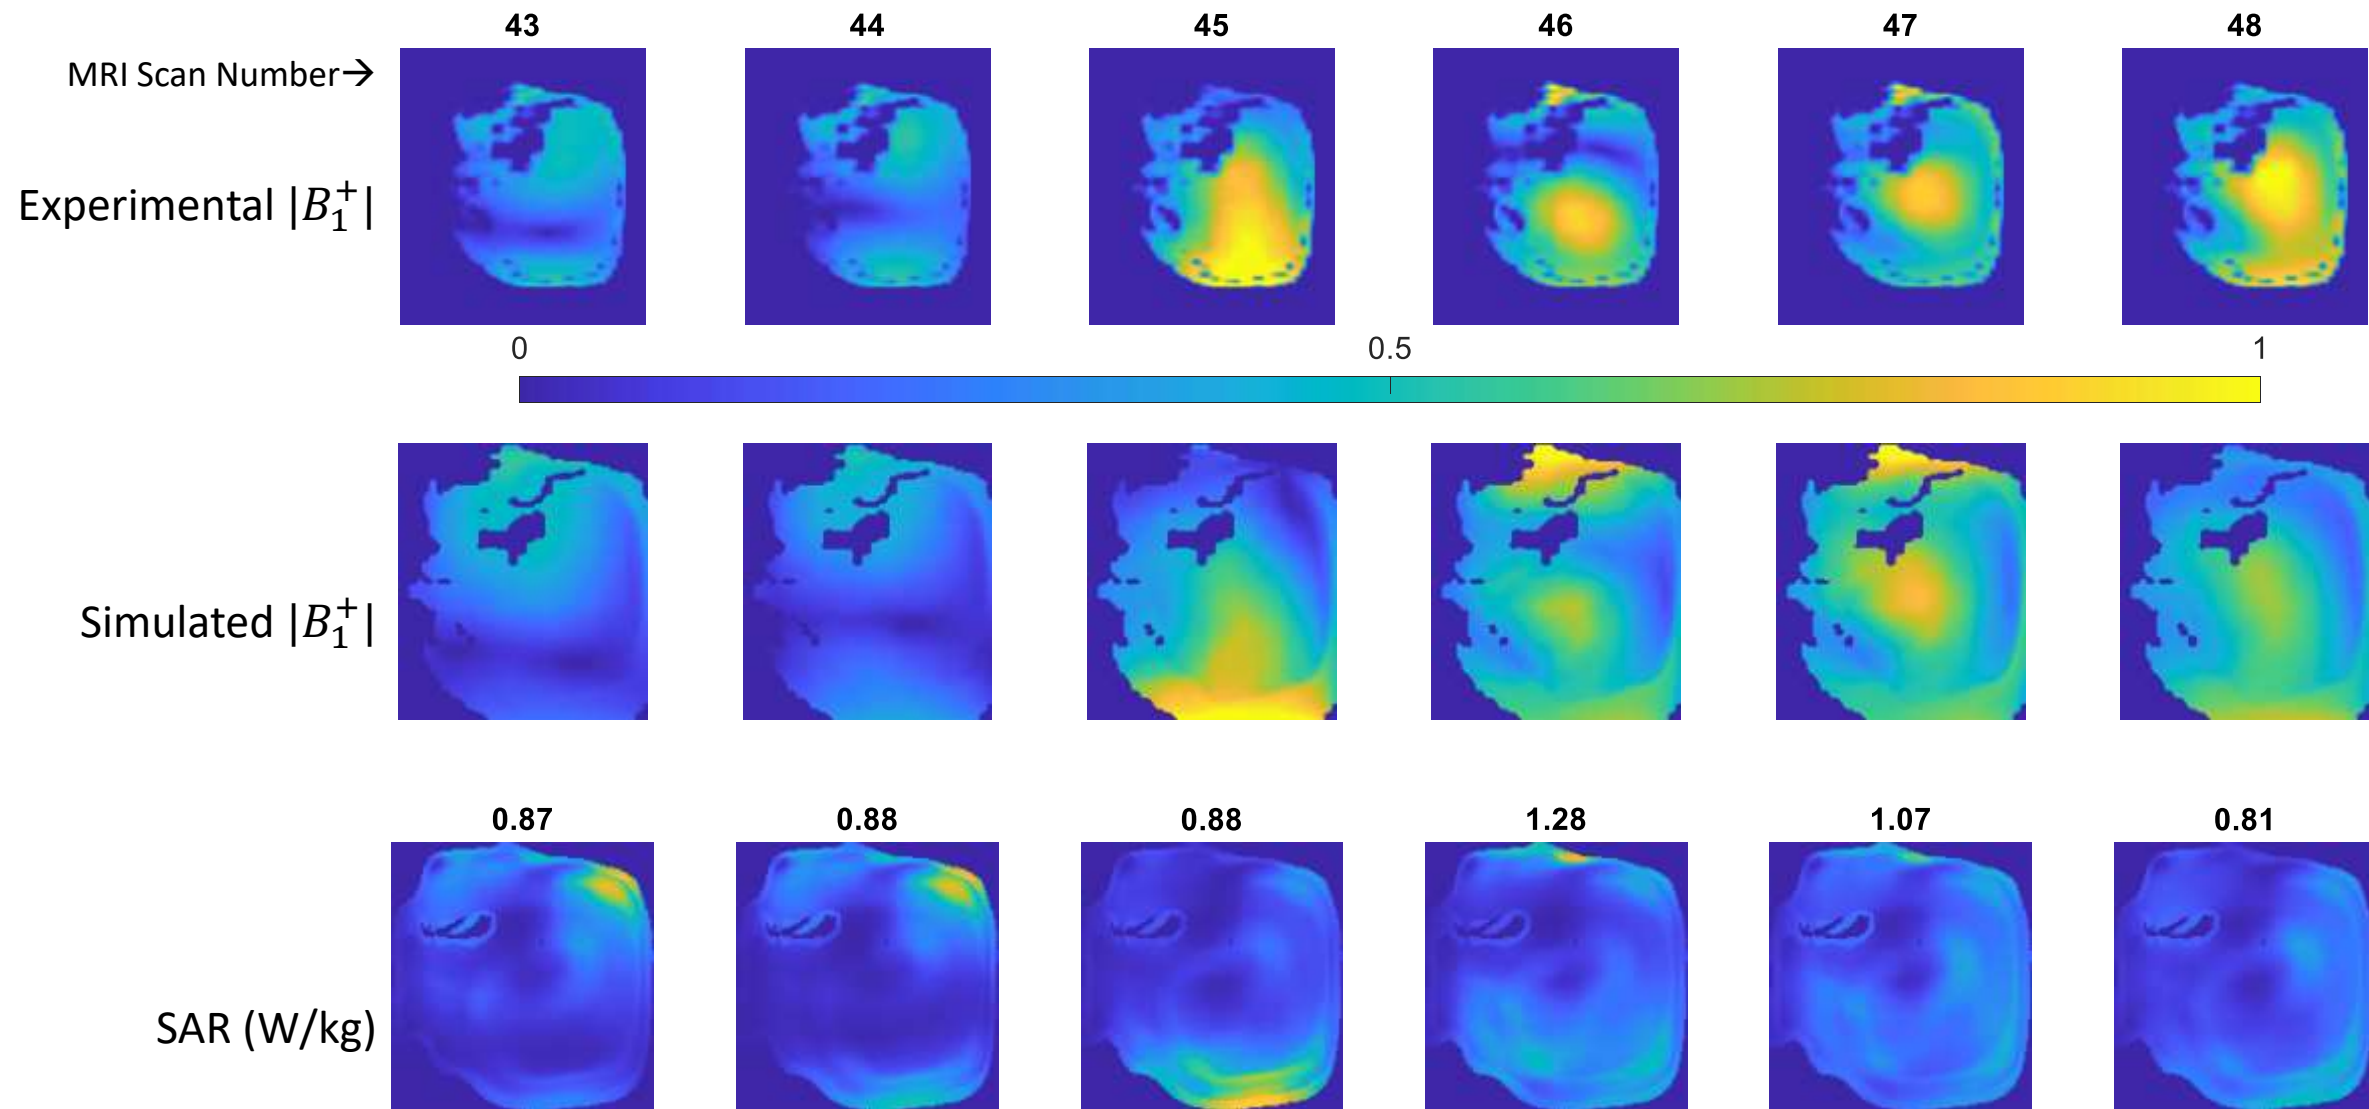 43 44 45 46 47 48
MRI Scan Number→
Experimental |B₁⁺|
0 0.5 1
Simulated |B₁⁺|
0.87 0.88 0.88 1.28 1.07 0.81
SAR (W/kg)